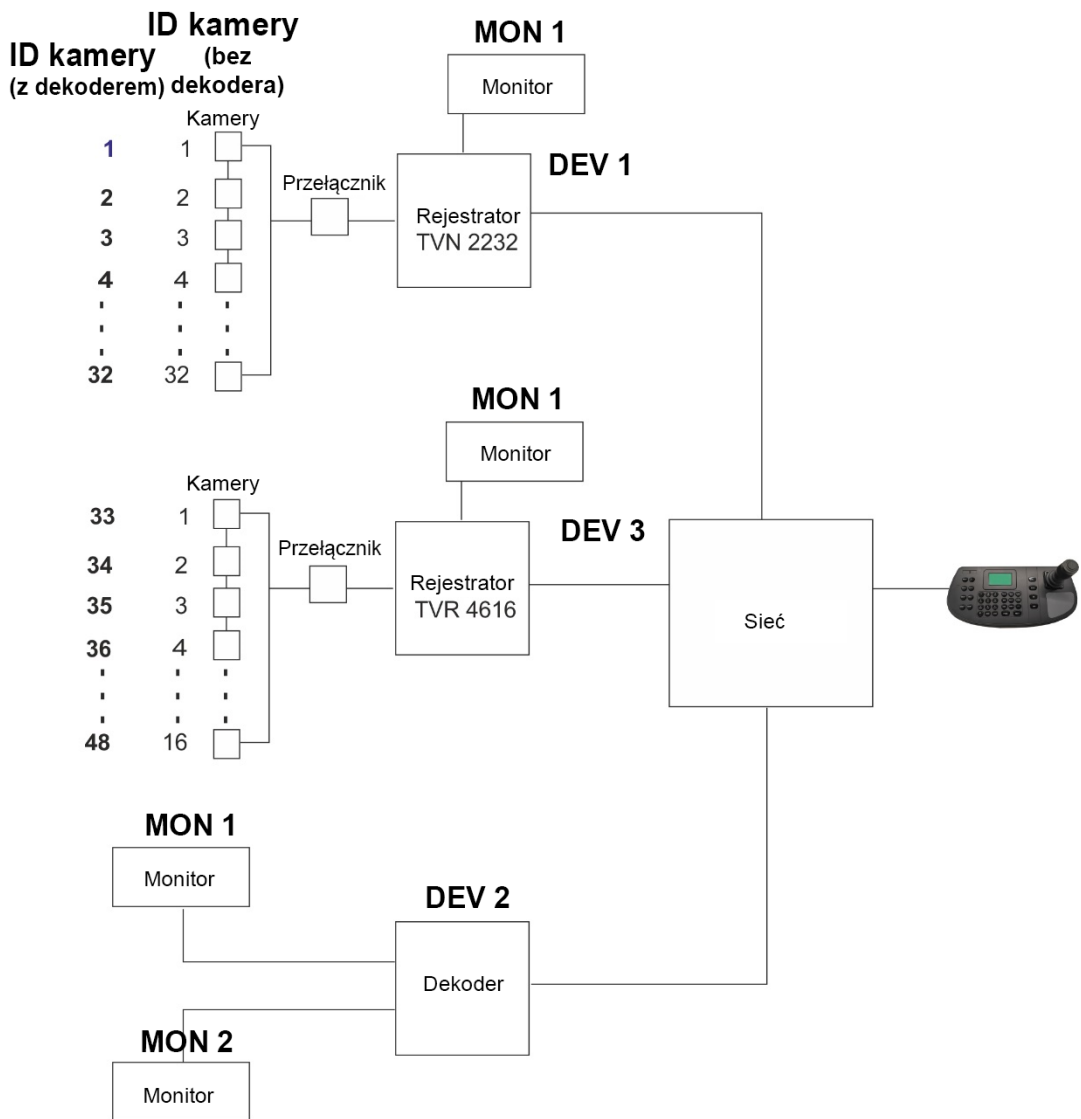 ID kamery
(z dekoderem)
ID kamery
(bez
dekodera)
MON 1
Monitor
Kamery
1 1
2 2
3 3
4 4
32 32
Przełącznik
Rejestrator
TVN 2232
DEV 1
MON 1
Monitor
Kamery
33 1
34 2
35 3
36 4
48 16
Przełącznik
Rejestrator
TVR 4616
DEV 3
Sieć
MON 1
Monitor
DEV 2
Dekoder
MON 2
Monitor